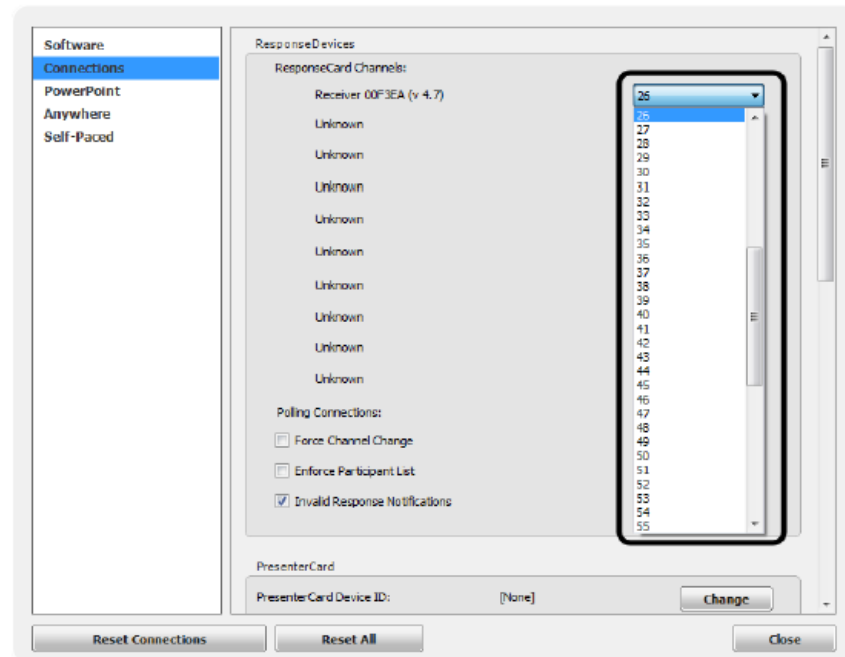 Software
Connections
PowerPoint
Anywhere
Self-Paced
ResponseDevices
ResponseCard Channels:
Receiver 00F3EA (v 4.7)
Unknown
Unknown
Unknown
Unknown
Unknown
Unknown
Unknown
Unknown
Unknown
26
26
27
28
29
30
31
32
33
34
35
36
37
38
39
40
41
42
43
44
45
46
47
48
49
50
51
52
53
54
55
Polling Connections:
Force Channel Change
Enforce Participant List
Invalid Response Notifications
PresenterCard
PresenterCard Device ID: [None] Change
Reset Connections Reset All Close